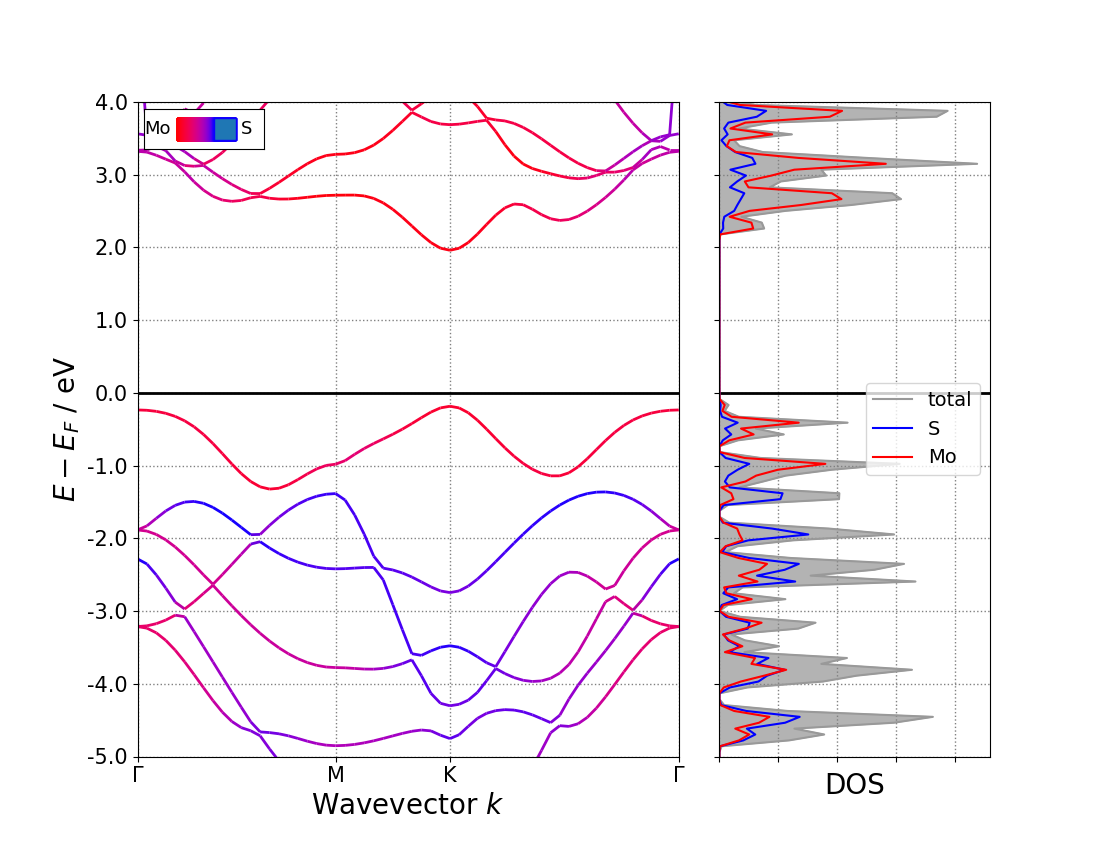 4.0
3.0
2.0
1.0
0.0
-1.0
-2.0
-3.0
-4.0
-5.0
E − E_F / eV
Mo S
Γ M K Γ
Wavevector k
total
S
Mo
DOS